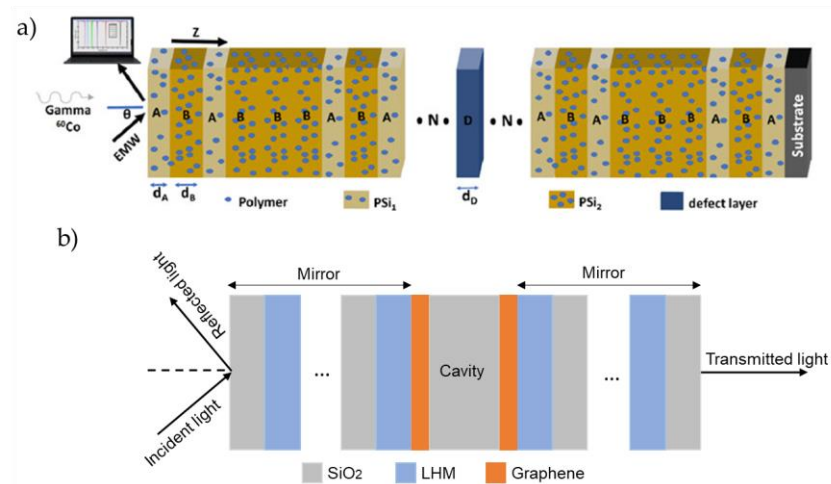 a)
Z
Gamma
⁶⁰Co
θ
EMW
A B A B B B A B A
• N •
D
• N •
A B A B B B A B A
Substrate
dA dB
dD
Polymer PSi₁ PSi₂ defect layer
b)
Mirror Mirror
Reflected light
Incident light
...
Cavity
...
Transmitted light
SiO₂ LHM Graphene